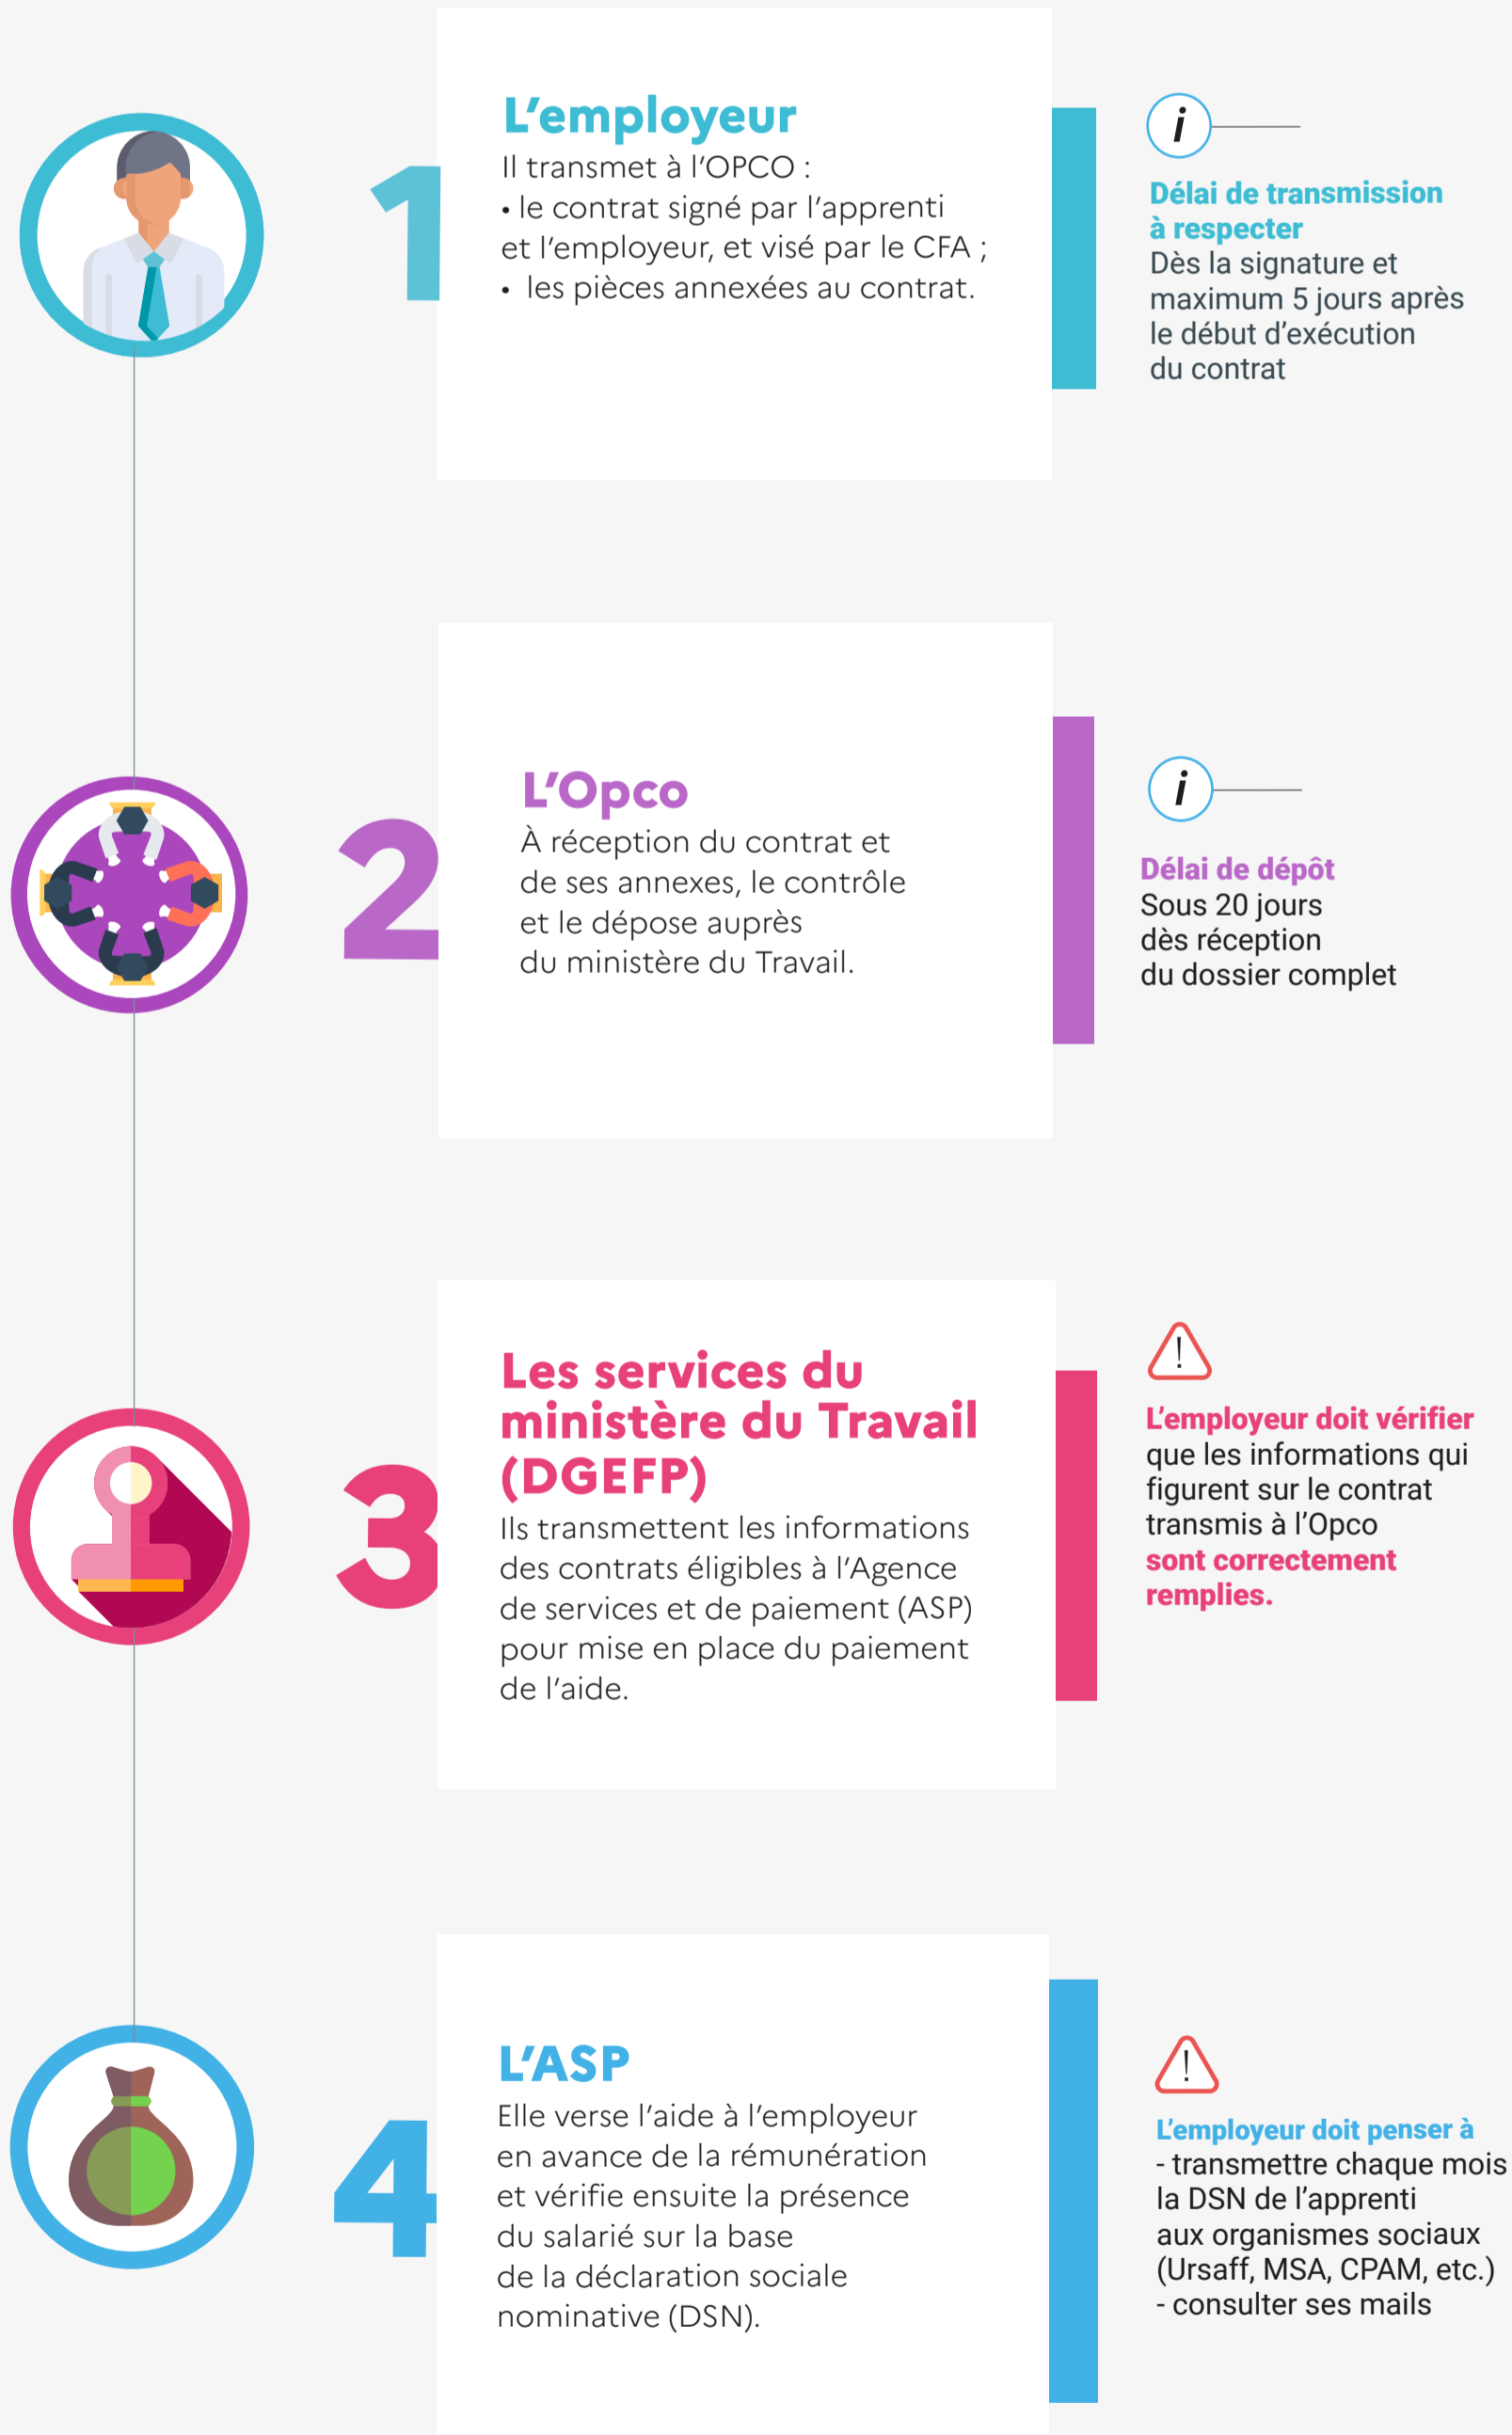 1
L'employeur
Il transmet à l'OPCO :
• le contrat signé par l'apprenti
et l'employeur, et visé par le CFA ;
• les pièces annexées au contrat.
i
Délai de transmission
à respecter
Dès la signature et
maximum 5 jours après
le début d'exécution
du contrat
2
L'Opco
À réception du contrat et
de ses annexes, le contrôle
et le dépose auprès
du ministère du Travail.
i
Délai de dépôt
Sous 20 jours
dès réception
du dossier complet
3
Les services du
ministère du Travail
(DGEFP)
Ils transmettent les informations
des contrats éligibles à l'Agence
de services et de paiement (ASP)
pour mise en place du paiement
de l'aide.
!
L'employeur doit vérifier
que les informations qui
figurent sur le contrat
transmis à l'Opco
sont correctement
remplies.
4
L'ASP
Elle verse l'aide à l'employeur
en avance de la rémunération
et vérifie ensuite la présence
du salarié sur la base
de la déclaration sociale
nominative (DSN).
!
L'employeur doit penser à
- transmettre chaque mois
la DSN de l'apprenti
aux organismes sociaux
(Ursaff, MSA, CPAM, etc.)
- consulter ses mails